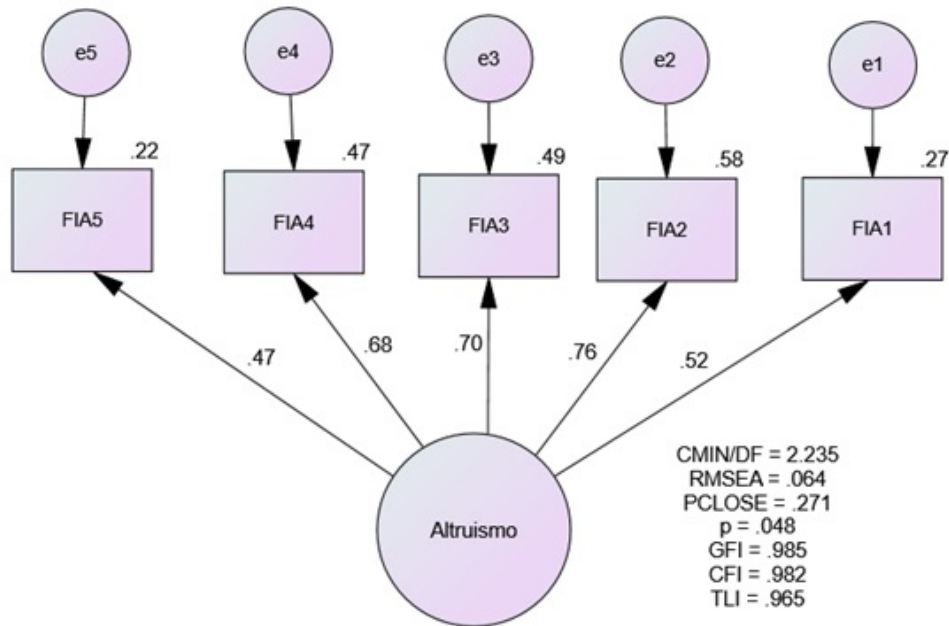 e5
e4
e3
e2
e1
.22
.47
.49
.58
.27
FIA5
FIA4
FIA3
FIA2
FIA1
.47
.68
.70
.76
.52
Altruismo
CMIN/DF = 2.235
RMSEA = .064
PCLOSE = .271
p = .048
GFI = .985
CFI = .982
TLI = .965